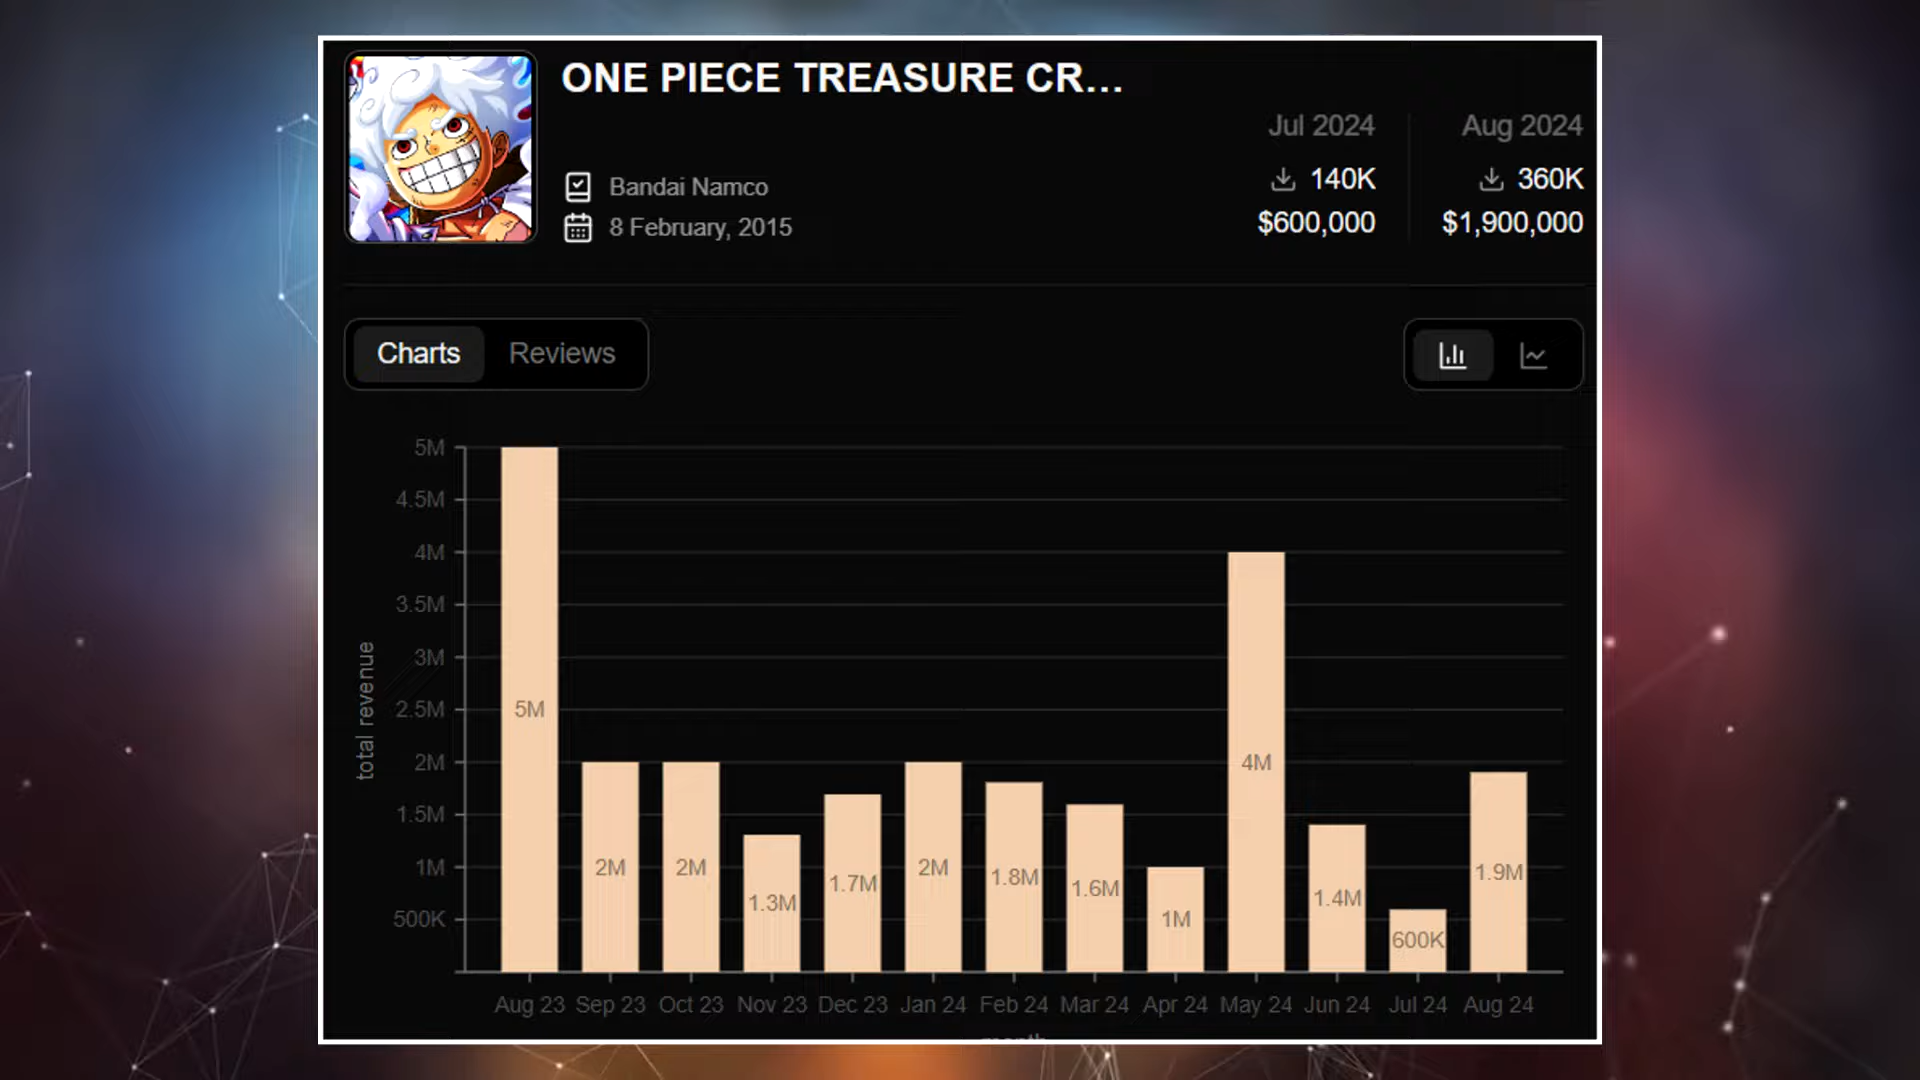 ONE PIECE TREASURE CR...
Jul 2024
Aug 2024
140K
360K
Bandai Namco
$600,000
$1,900,000
8 February, 2015
Charts
Reviews
5M
4.5M
4M
3.5M
3M
2.5M
2M
1.5M
1M
500K
total revenue
5M
2M
2M
1.3M
1.7M
2M
1.8M
1.6M
1M
4M
1.4M
600K
1.9M
Aug 23 Sep 23 Oct 23 Nov 23 Dec 23 Jan 24 Feb 24 Mar 24 Apr 24 May 24 Jun 24 Jul 24 Aug 24